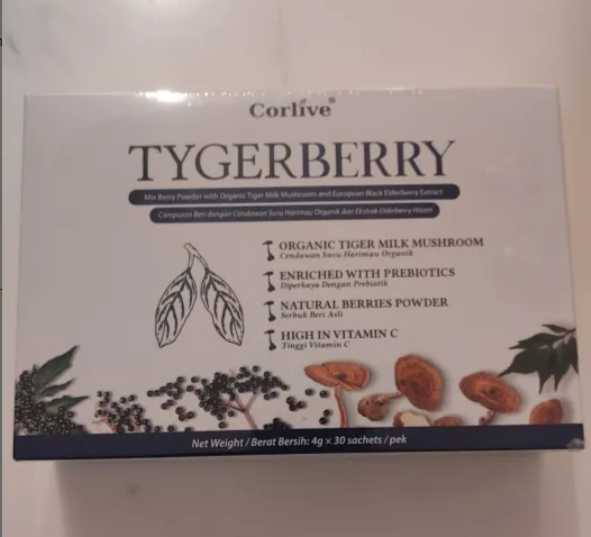 Corlive®
TYGERBERRY
Mix Berry Powder with Organic Tiger Milk Mushroom and European Black Elderberry Extract
Campuran Beri dengan Cendawan Susu Harimau Organik dan Ekstrak Elderberry Hitam
ORGANIC TIGER MILK MUSHROOM
Cendawan Susu Harimau Organik
ENRICHED WITH PREBIOTICS
Diperkaya Dengan Prebiotik
NATURAL BERRIES POWDER
Serbuk Beri Asli
HIGH IN VITAMIN C
Tinggi Vitamin C
Net Weight / Berat Bersih: 4g × 30 sachets / pek